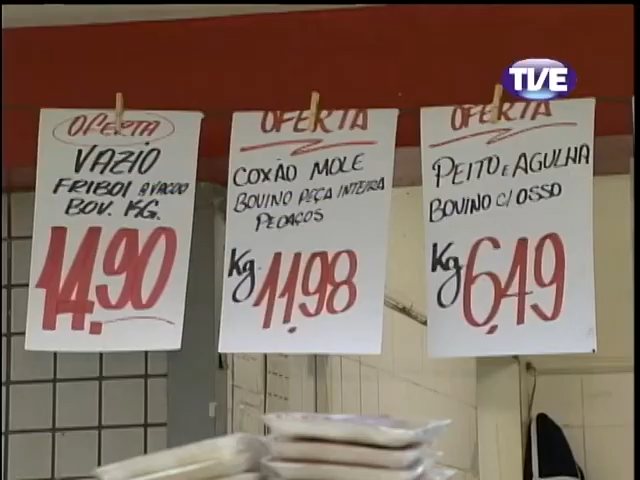 TVE
OFERTA
VAZIO
FRIBOI A VACUO
BOV. KG.
14.90
OFERTA
COXÃO MOLE
BOVINO PEÇA INTEIRA
PEDAÇOS
Kg 11,98
OFERTA
PEITO E AGULHA
BOVINO C/ OSSO
Kg 6,49